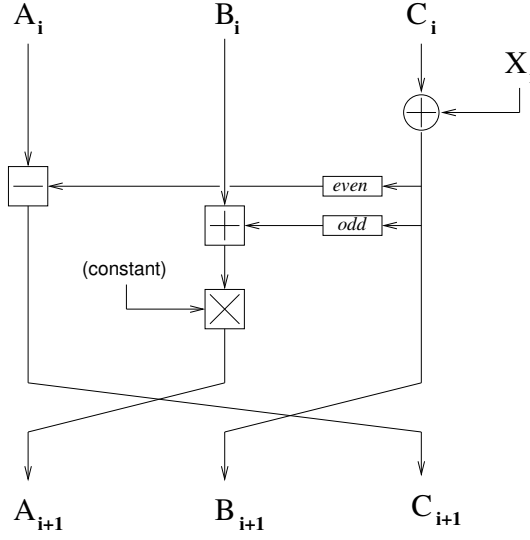 A_i B_i C_i
X
even
odd
(constant)
A_i+1 B_i+1 C_i+1